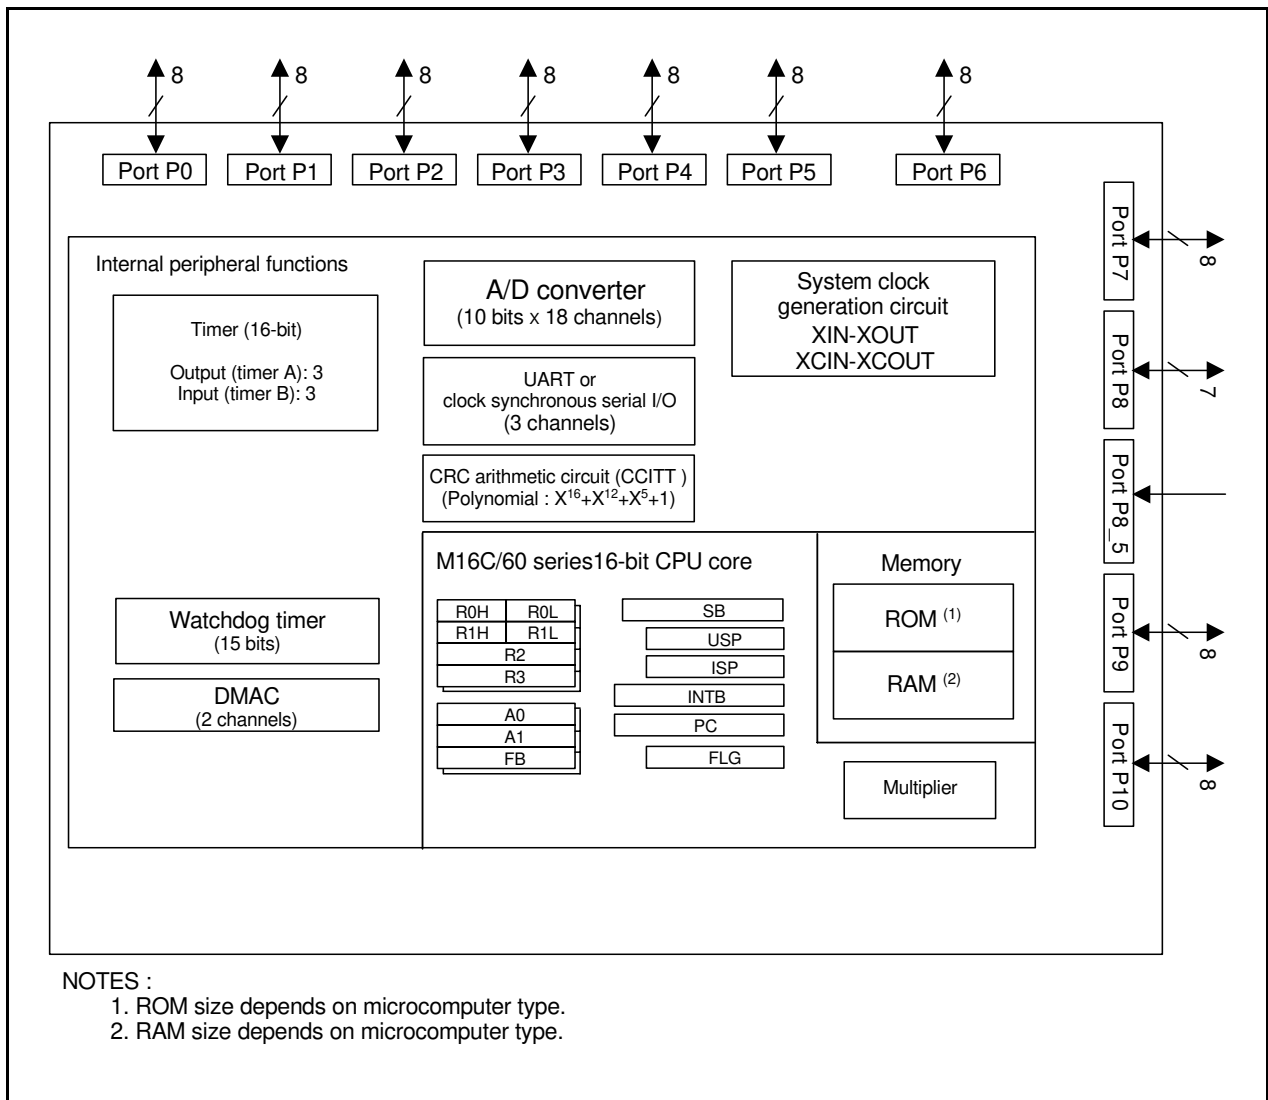 8 8 8 8 8 8 8
Port P0 Port P1 Port P2 Port P3 Port P4 Port P5 Port P6
Port P7
8
Port P8
7
Port P8_5
Port P9
8
Port P10
8
Internal peripheral functions
Timer (16-bit)
Output (timer A): 3
Input (timer B): 3
Watchdog timer
(15 bits)
DMAC
(2 channels)
A/D converter
(10 bits x 18 channels)
UART or
clock synchronous serial I/O
(3 channels)
CRC arithmetic circuit (CCITT )
(Polynomial : X¹⁶+X¹²+X⁵+1)
System clock
generation circuit
XIN-XOUT
XCIN-XCOUT
M16C/60 series16-bit CPU core
R0H R0L
R1H R1L
R2
R3
A0
A1
FB
SB
USP
ISP
INTB
PC
FLG
Memory
ROM (1)
RAM (2)
Multiplier
NOTES :
1. ROM size depends on microcomputer type.
2. RAM size depends on microcomputer type.